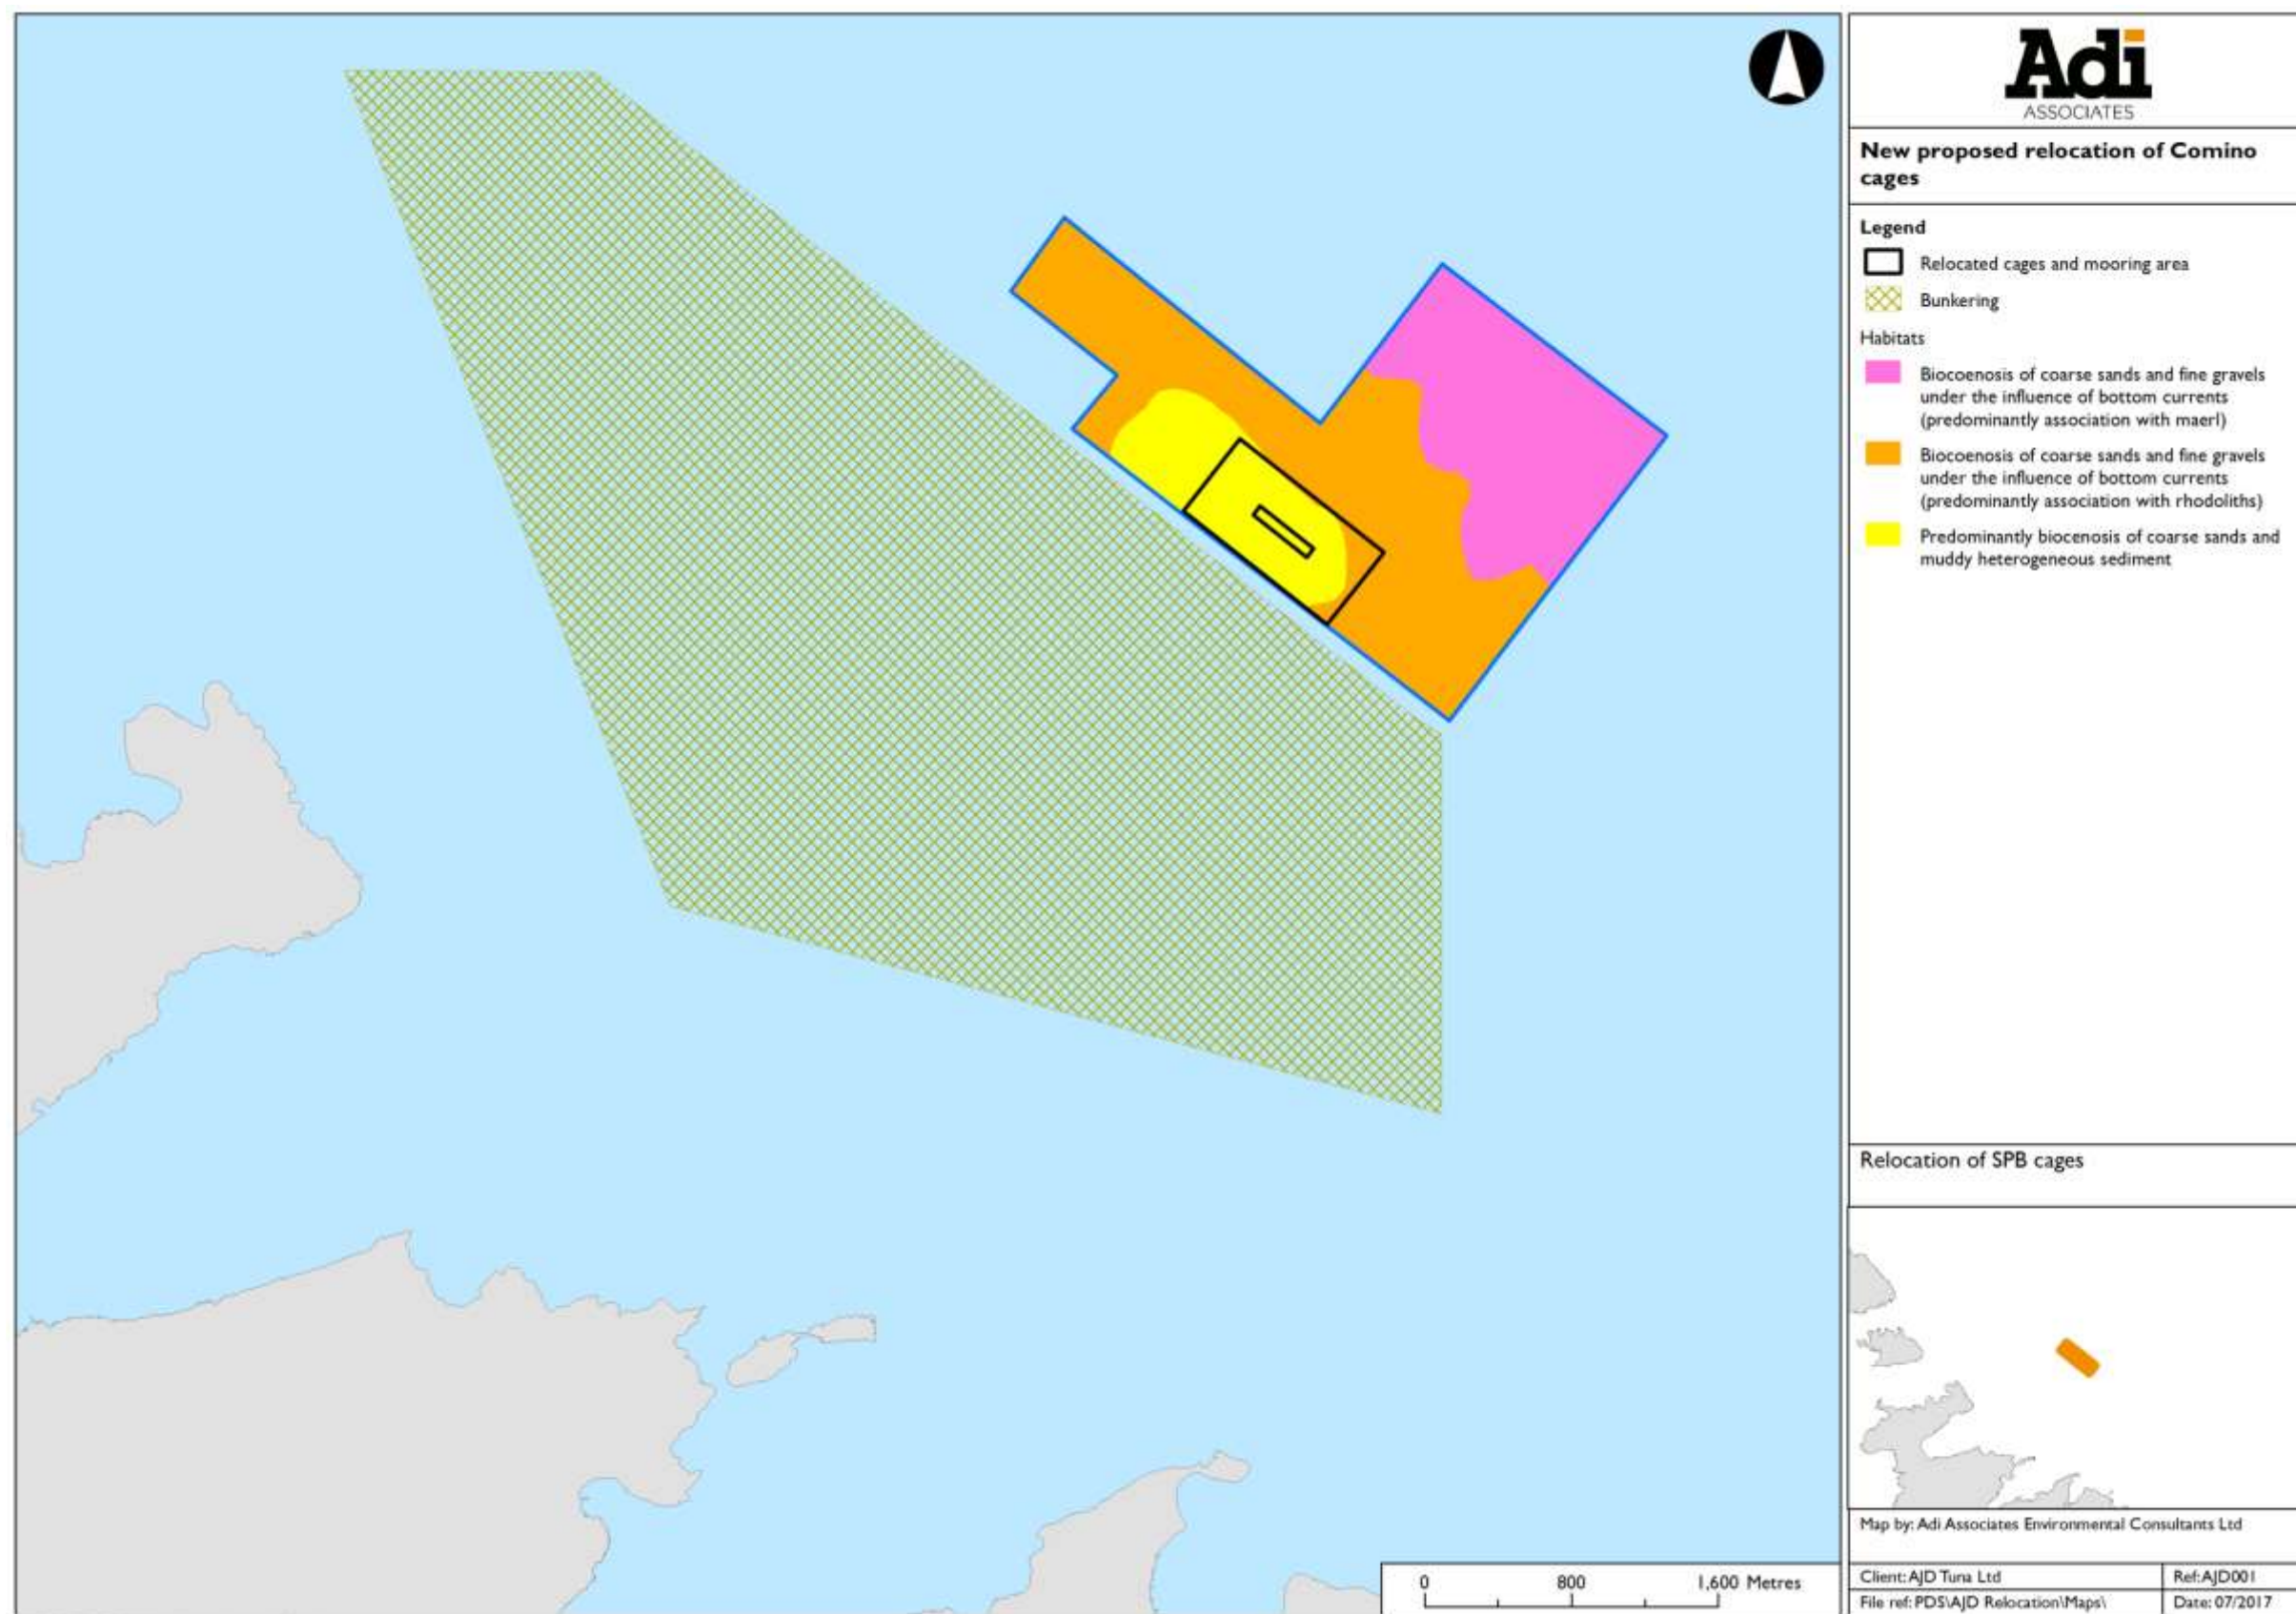 Adi
ASSOCIATES
New proposed relocation of Comino
cages
Legend
Relocated cages and mooring area
Bunkering
Habitats
Biocoenosis of coarse sands and fine gravels
under the influence of bottom currents
(predominantly association with maerl)
Biocoenosis of coarse sands and fine gravels
under the influence of bottom currents
(predominantly association with rhodoliths)
Predominantly biocenosis of coarse sands and
muddy heterogeneous sediment
Relocation of SPB cages
Map by: Adi Associates Environmental Consultants Ltd
Client: AJD Tuna Ltd
Ref: AJD001
File ref: PDS\AJD Relocation\Maps\
Date: 07/2017
0 800 1,600 Metres